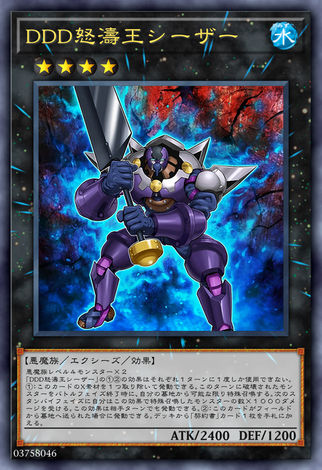 DDD怒濤王シーザー
水
【悪魔族／エクシーズ／効果】
悪魔族レベル４モンスター×２
「DDD怒濤王シーザー」の①②の効果はそれぞれ１ターンに１度しか使用できない。
①：このカードのX素材を１つ取り除いて発動できる。このターンに破壊されたモン
スターをバトルフェイズ終了時に、自分の墓地から可能な限り特殊召喚する。次のス
タンバイフェイズに自分はこの効果で特殊召喚したモンスターの数×１０００ダメ
ージを受ける。この効果は相手ターンでも発動できる。②：このカードがフィールド
から墓地へ送られた場合に発動できる。デッキから「契約書」カード１枚を手札に加
える。
ATK/2400 DEF/1200
03758046